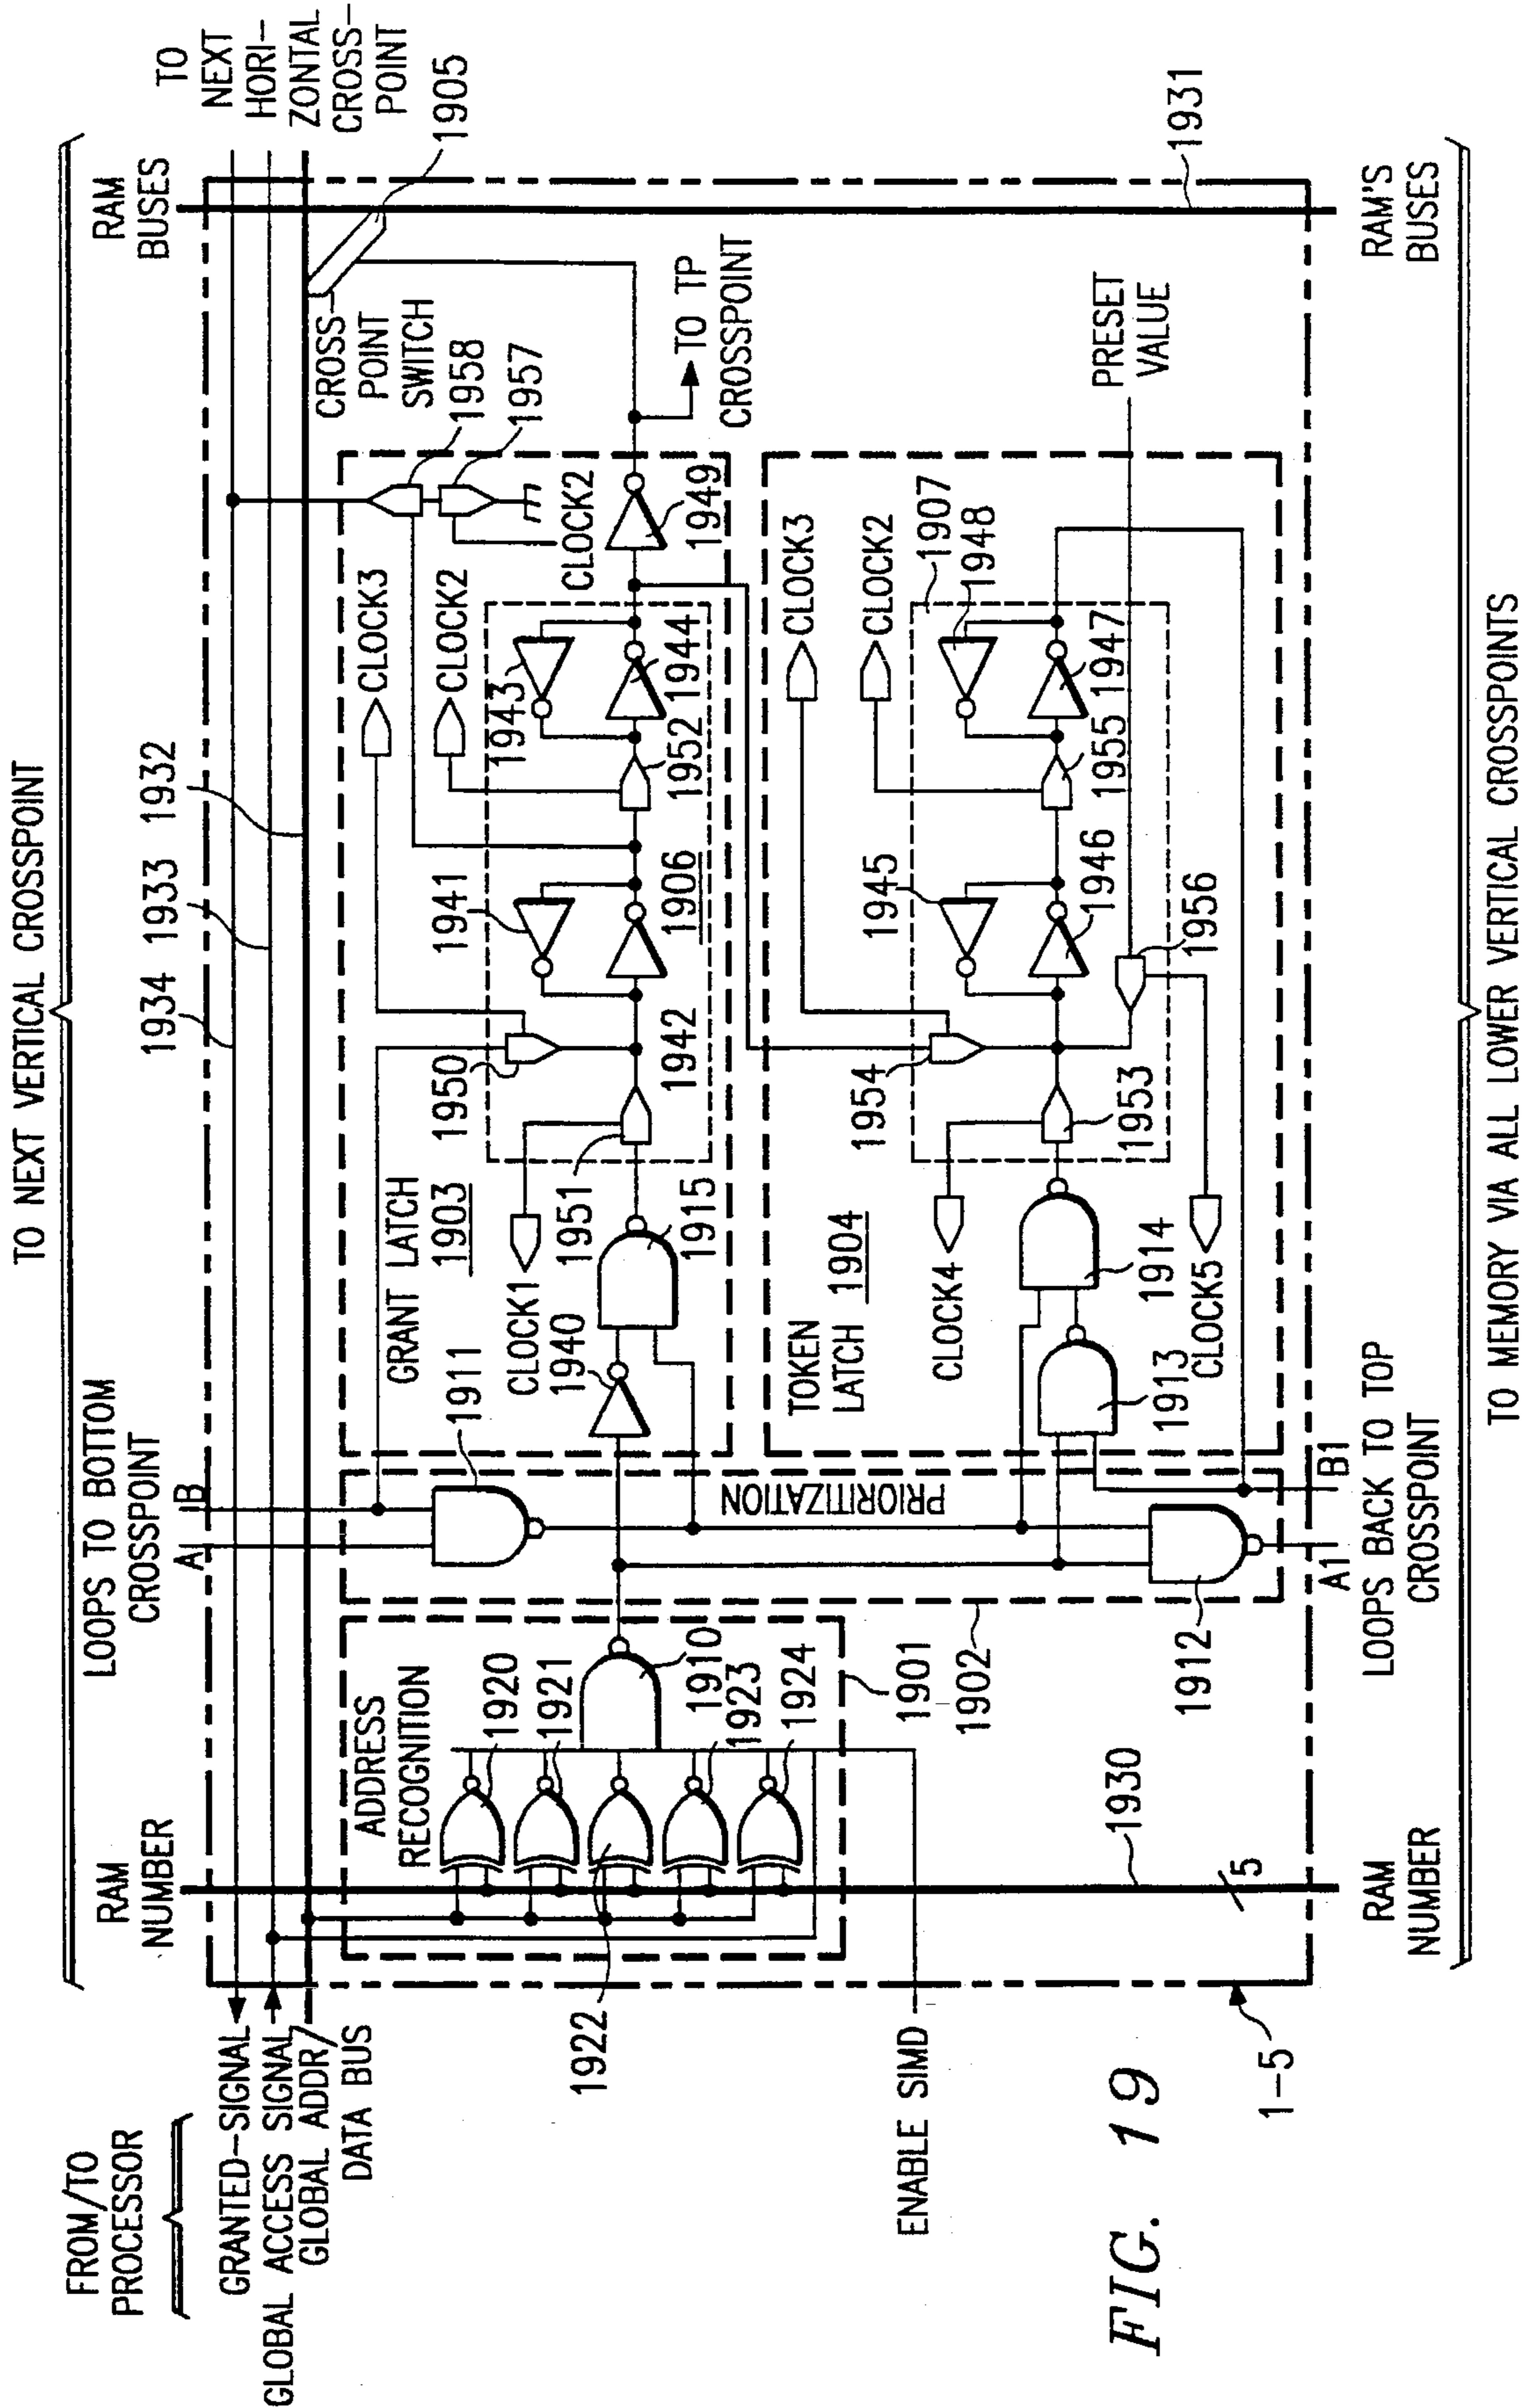 TO NEXT VERTICAL CROSSPOINT
FROM/TO
PROCESSOR
RAM
NUMBER
LOOPS TO BOTTOM
CROSSPOINT
A
B
1934
1933
1932
RAM
BUSES
TO
NEXT
HORI-
ZONTAL
CROSS-
POINT
1905
GRANTED-SIGNAL
GLOBAL ACCESS SIGNAL
GLOBAL ADDR/
DATA BUS
ADDRESS
RECOGNITION
1920
1921
1910
1923
1924
1922
1901
1902
ENABLE SIMD
1911
PRIORITIZATION
1912
GRANT LATCH
1903
CLOCK1
1940
1915
1951
1950
1942
1941
1906
1943
1944
1952
CLOCK3
CLOCK2
CROSS-
POINT
SWITCH
1958
1957
CLOCK2
1949
TO TP
CROSSPOINT
TOKEN
LATCH 1904
CLOCK4
1913
1914
CLOCK5
1954
1953
1956
1945
1946
1955
1947
1948
1907
CLOCK3
CLOCK2
PRESET
VALUE
1931
1930
5
1-5
RAM
NUMBER
A1
B1
LOOPS BACK TO TOP
CROSSPOINT
RAM'S
BUSES
TO MEMORY VIA ALL LOWER VERTICAL CROSSPOINTS
FIG. 19